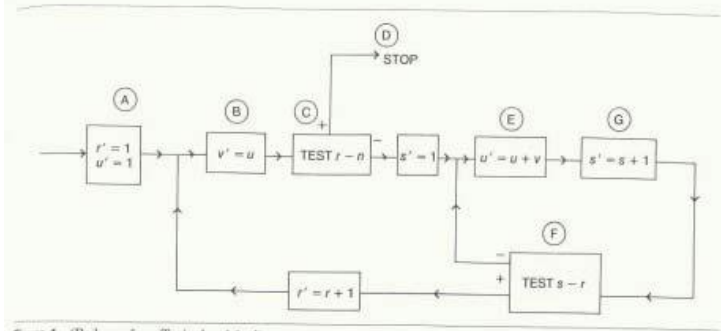 D
STOP
A
B
C
E
G
+
−
r' = 1
u' = 1
v' = u
TEST r − n
s' = 1
u' = u + v
s' = s + 1
F
−
+
TEST s − r
r' = r + 1